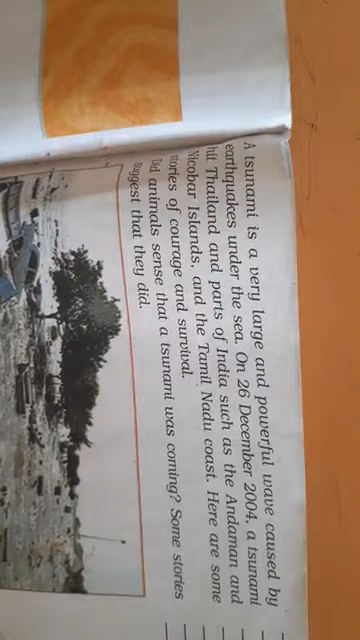 A tsunami is a very large and powerful wave caused by
earthquakes under the sea. On 26 December 2004, a tsunami
hit Thailand and parts of India such as the Andaman and
Nicobar Islands, and the Tamil Nadu coast. Here are some
stories of courage and survival.
Did animals sense that a tsunami was coming? Some stories
suggest that they did.